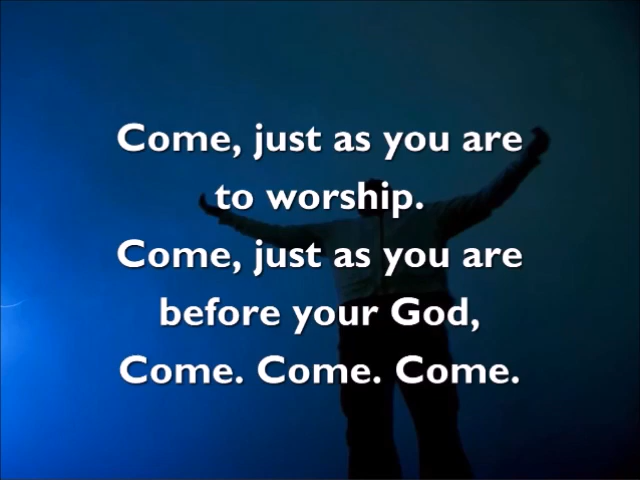 Come, just as you are
to worship.
Come, just as you are
before your God,
Come. Come. Come.